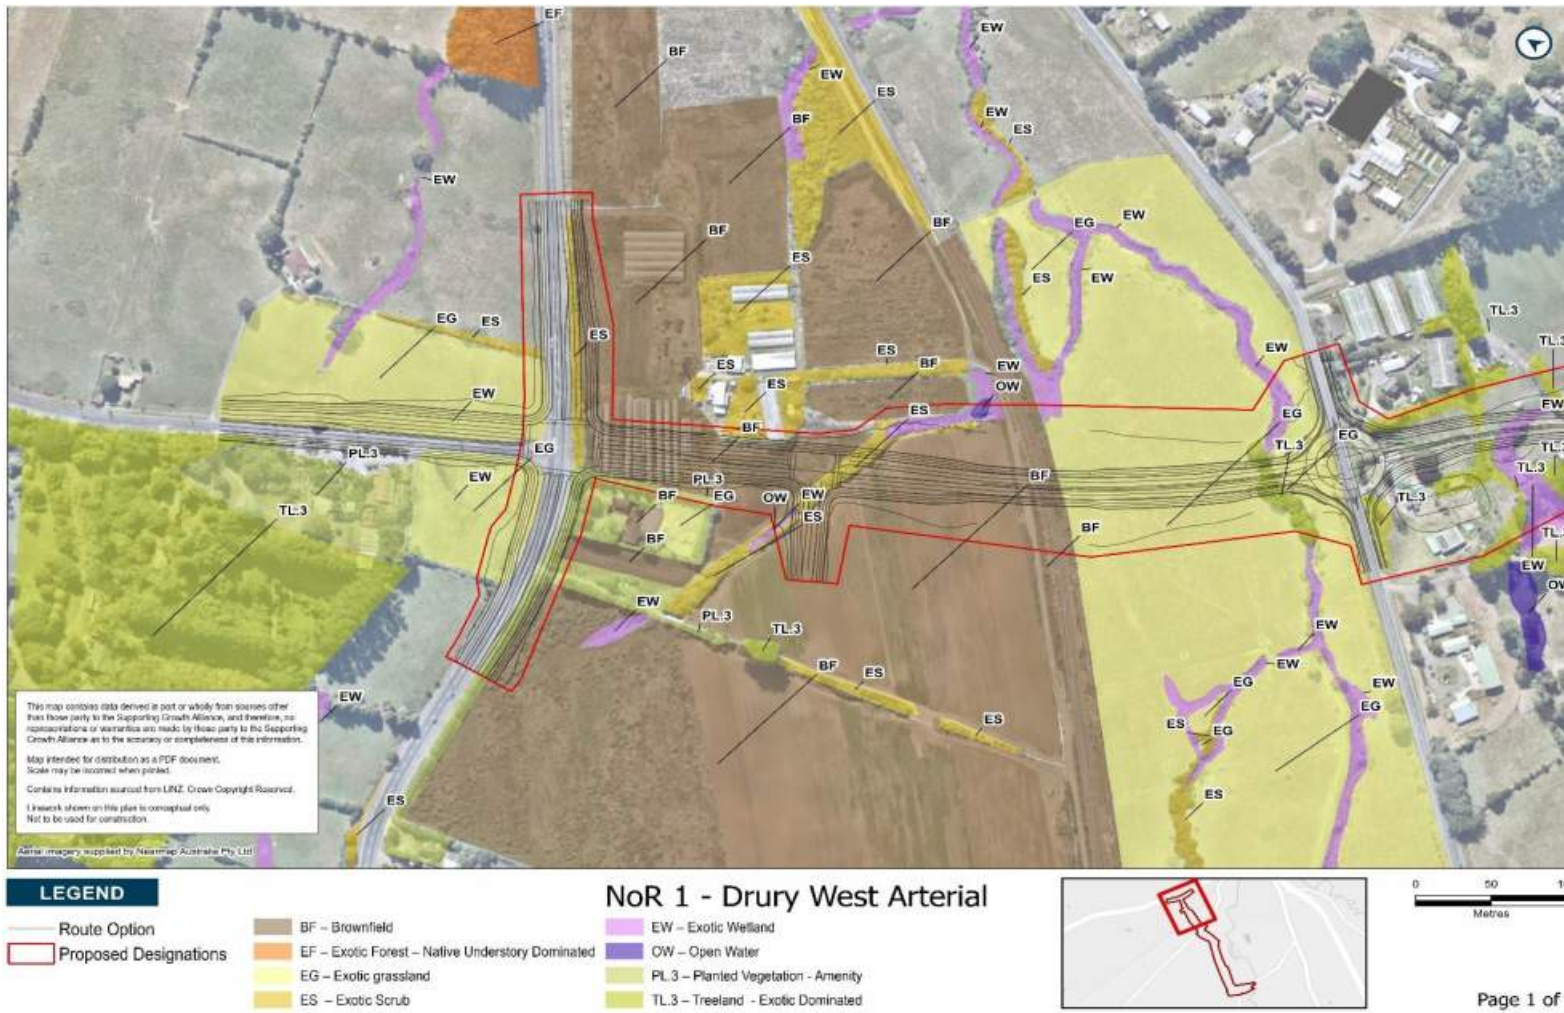 EF
EW
BF
EW
ES
EW
ES
BF
EW
BF
BF
EG
EW
ES
ES
EW
EG
ES
ES
ES
BF
EW
TL.3
TL.3
EW
ES
ES
OW
EW
EW
ES
BF
EG
EG
EW
EG
TL.3
TL.3
PL.3
EW
PL.3
EG
BF
OW
EW
ES
BF
BF
TL.3
TL.3
BF
TL.3
EW
EW
PL.3
TL.3
BF
ES
ES
EW
EW
EG
EW
EG
ES
EG
ES
EW
ES
This map contains data derived in part or wholly from sources other
than those party to the Supporting Growth Alliance, and therefore, no
representations or warranties are made by those party to the Supporting
Growth Alliance as to the accuracy or completeness of this information.
Map intended for distribution as a PDF document.
Scale may be incorrect when printed.
Contains information sourced from LINZ. Crown Copyright Reserved.
Linework shown on this plan is conceptual only.
Not to be used for construction.
Aerial imagery supplied by Nearmap Australia Pty Ltd
LEGEND
Route Option
Proposed Designations
BF – Brownfield
EF – Exotic Forest – Native Understory Dominated
EG – Exotic grassland
ES – Exotic Scrub
NoR 1 - Drury West Arterial
EW – Exotic Wetland
OW – Open Water
PL.3 – Planted Vegetation - Amenity
TL.3 – Treeland - Exotic Dominated
0 50
Metres
Page 1 of